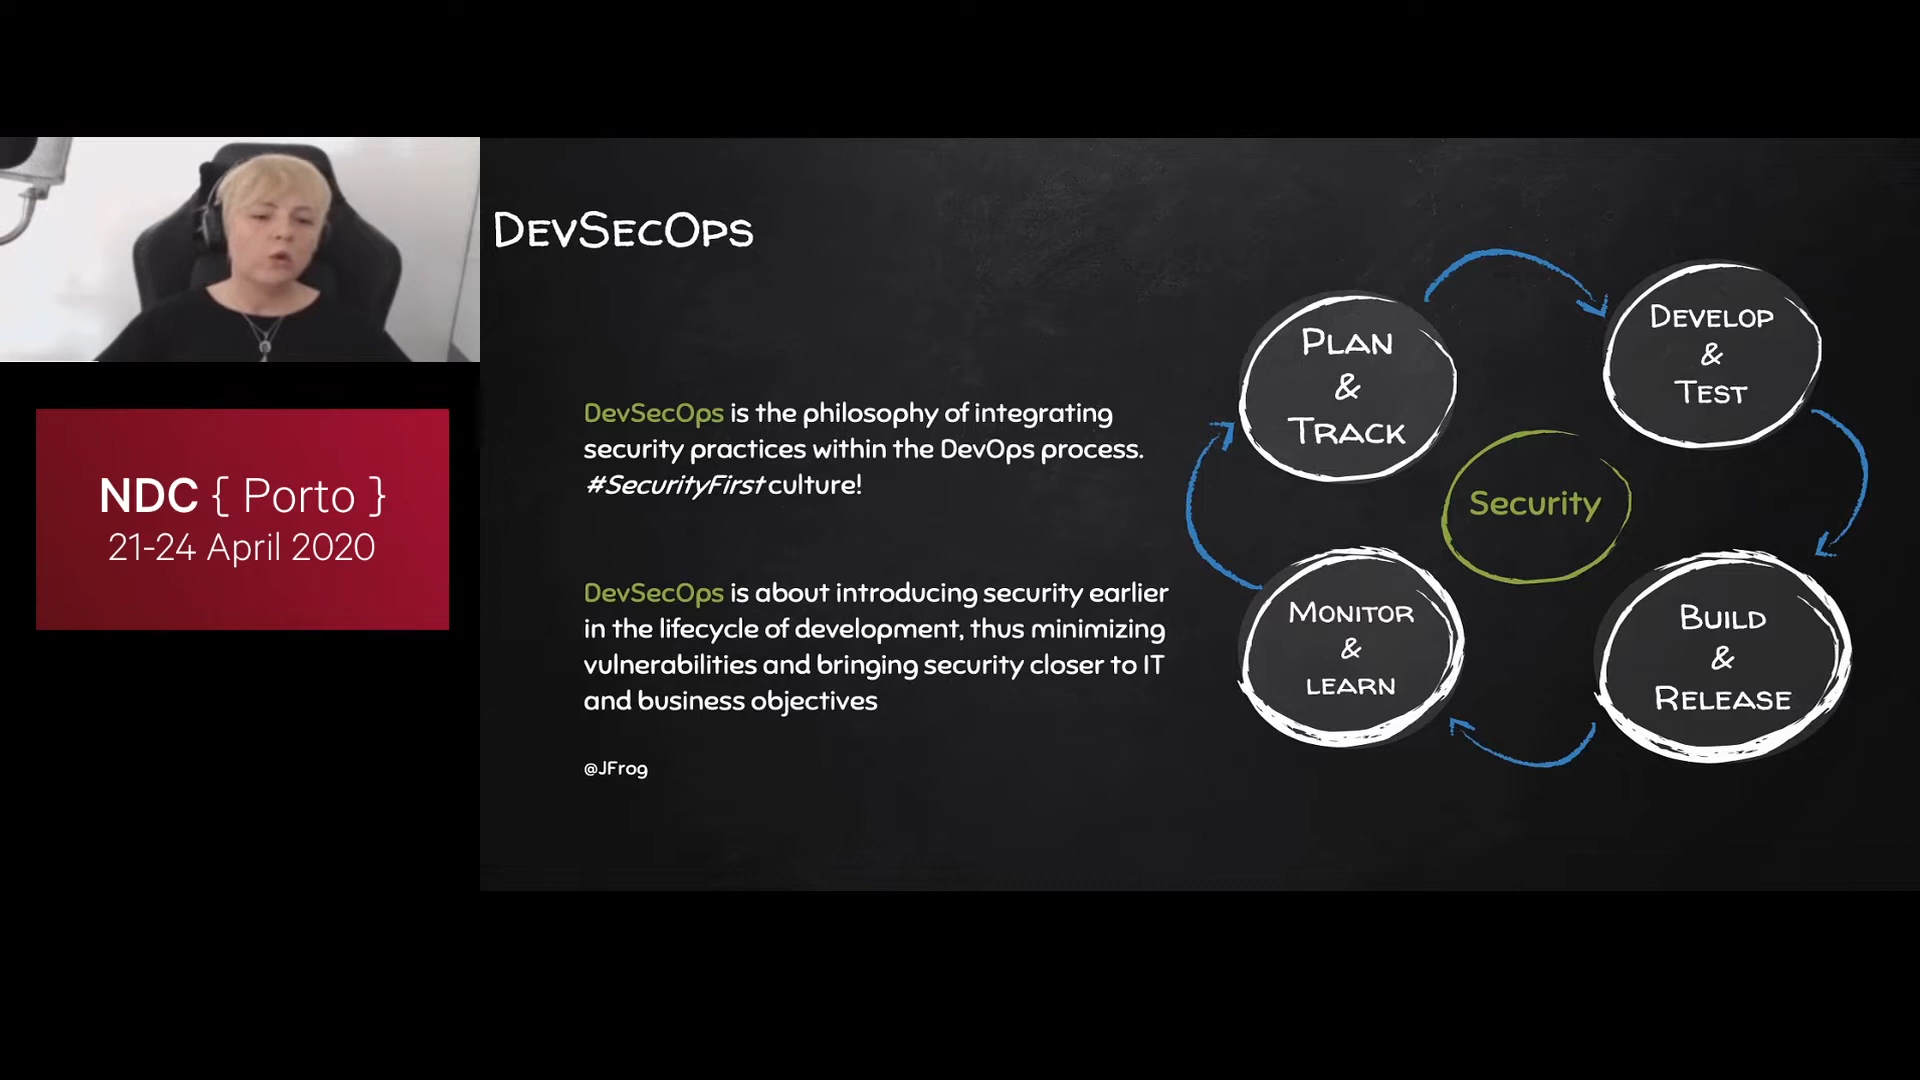 DevSecOps
DevSecOps is the philosophy of integrating
security practices within the DevOps process.
#SecurityFirst culture!
DevSecOps is about introducing security earlier
in the lifecycle of development, thus minimizing
vulnerabilities and bringing security closer to IT
and business objectives
@JFrog
Plan
&
Track
Develop
&
Test
Security
Monitor
&
learn
Build
&
Release
NDC { Porto }
21-24 April 2020